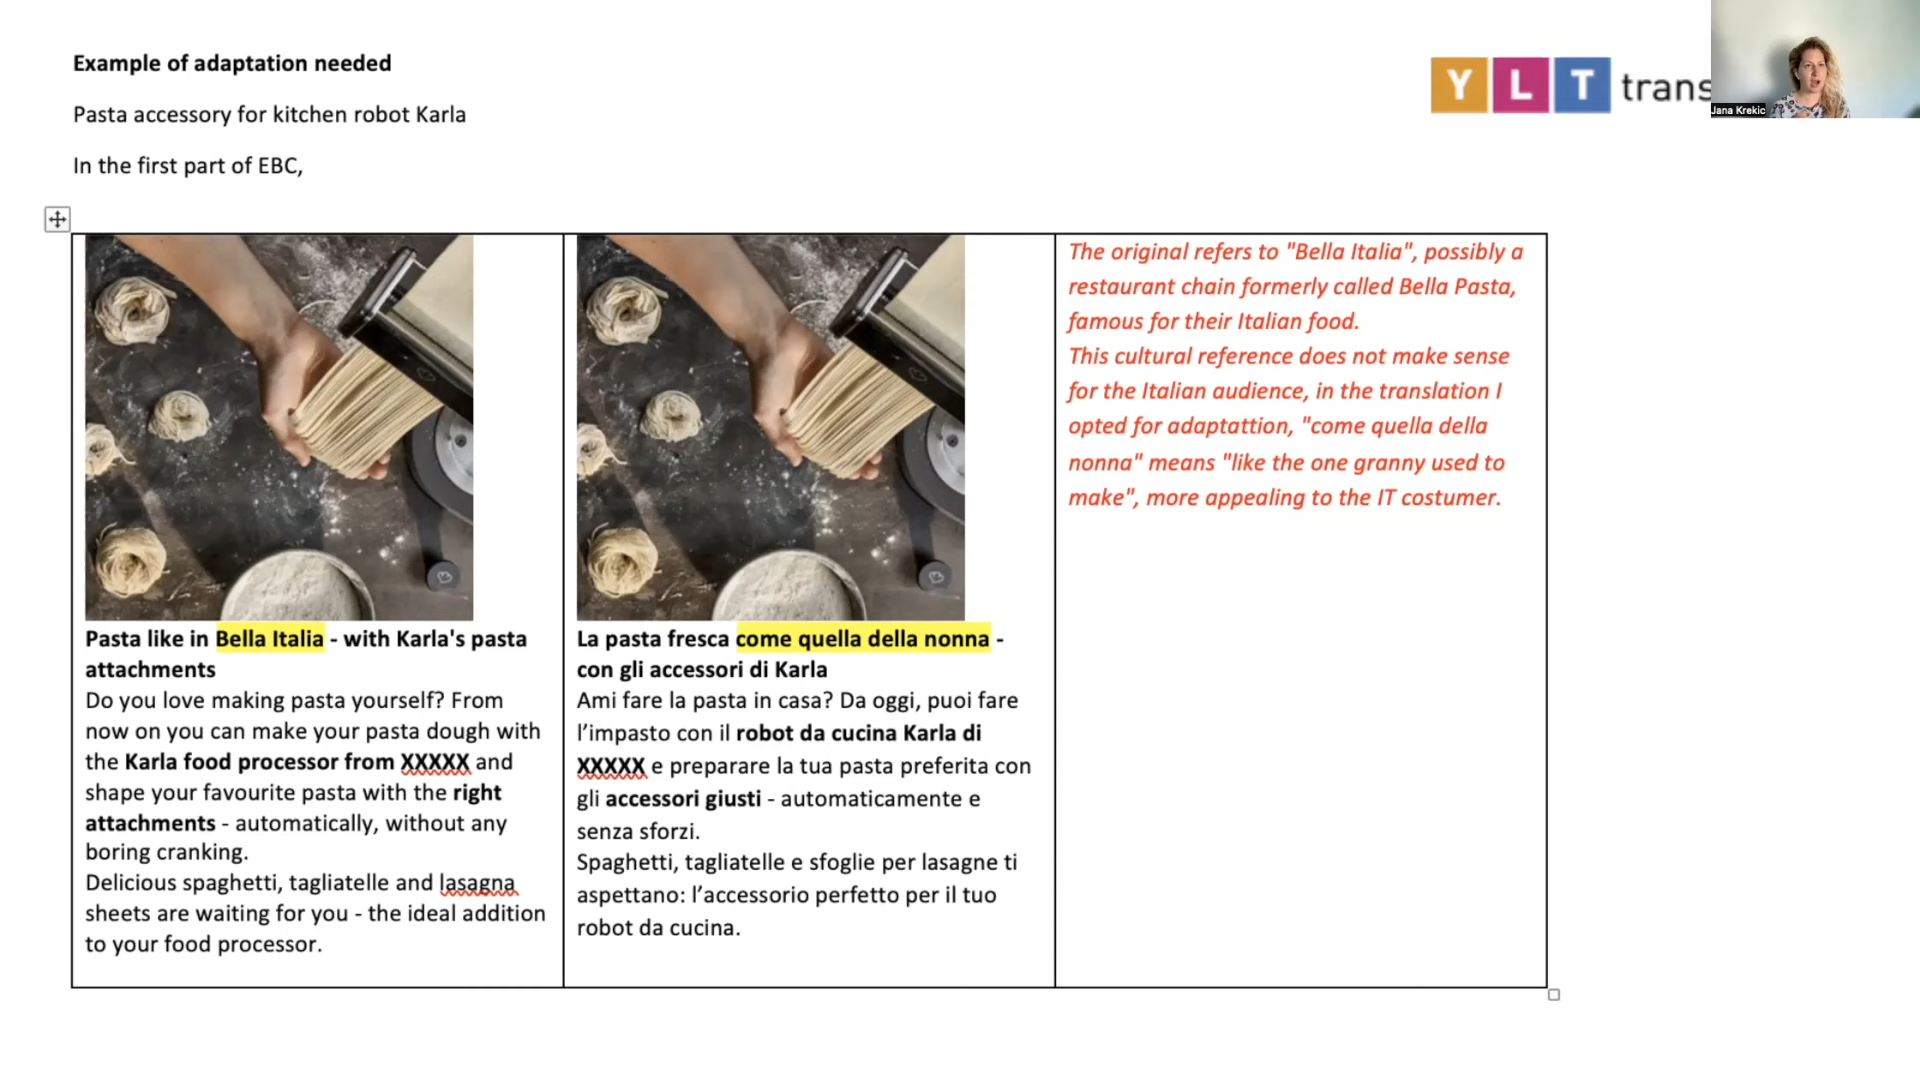 Example of adaptation needed
Pasta accessory for kitchen robot Karla
In the first part of EBC,
YLT trans
Jana Krekic
Pasta like in Bella Italia - with Karla's pasta
attachments
Do you love making pasta yourself? From
now on you can make your pasta dough with
the Karla food processor from XXXXX and
shape your favourite pasta with the right
attachments - automatically, without any
boring cranking.
Delicious spaghetti, tagliatelle and lasagna
sheets are waiting for you - the ideal addition
to your food processor.
La pasta fresca come quella della nonna -
con gli accessori di Karla
Ami fare la pasta in casa? Da oggi, puoi fare
l’impasto con il robot da cucina Karla di
XXXXX e preparare la tua pasta preferita con
gli accessori giusti - automaticamente e
senza sforzi.
Spaghetti, tagliatelle e sfoglie per lasagne ti
aspettano: l’accessorio perfetto per il tuo
robot da cucina.
The original refers to "Bella Italia", possibly a
restaurant chain formerly called Bella Pasta,
famous for their Italian food.
This cultural reference does not make sense
for the Italian audience, in the translation I
opted for adaptattion, "come quella della
nonna" means "like the one granny used to
make", more appealing to the IT costumer.